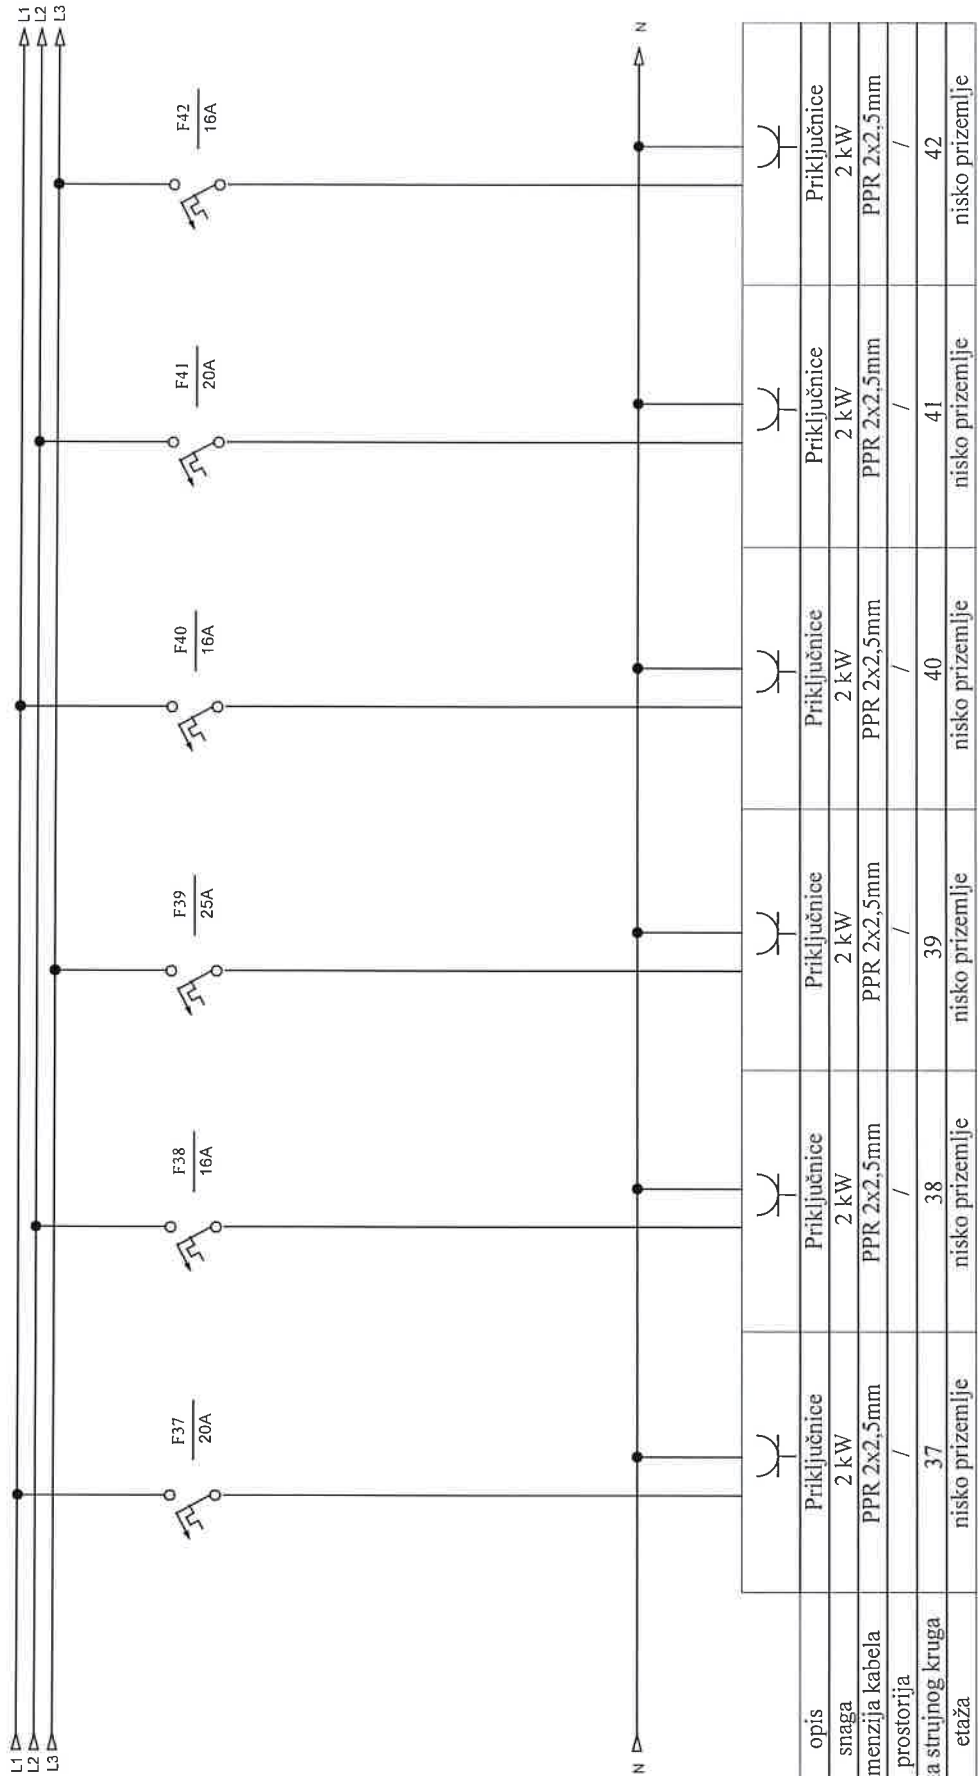 L1
L2
L3
L1
L2
L3
F37
20A
F38
16A
F39
25A
F40
16A
F41
20A
F42
16A
N
N
opis Priključnice Priključnice Priključnice Priključnice Priključnice Priključnice
snaga 2 kW 2 kW 2 kW 2 kW 2 kW 2 kW
menzija kabela PPR 2x2,5mm PPR 2x2,5mm PPR 2x2,5mm PPR 2x2,5mm PPR 2x2,5mm PPR 2x2,5mm
prostorija / / / / / /
a strujnog kruga 37 38 39 40 41 42
etaža nisko prizemlje nisko prizemlje nisko prizemlje nisko prizemlje nisko prizemlje nisko prizemlje